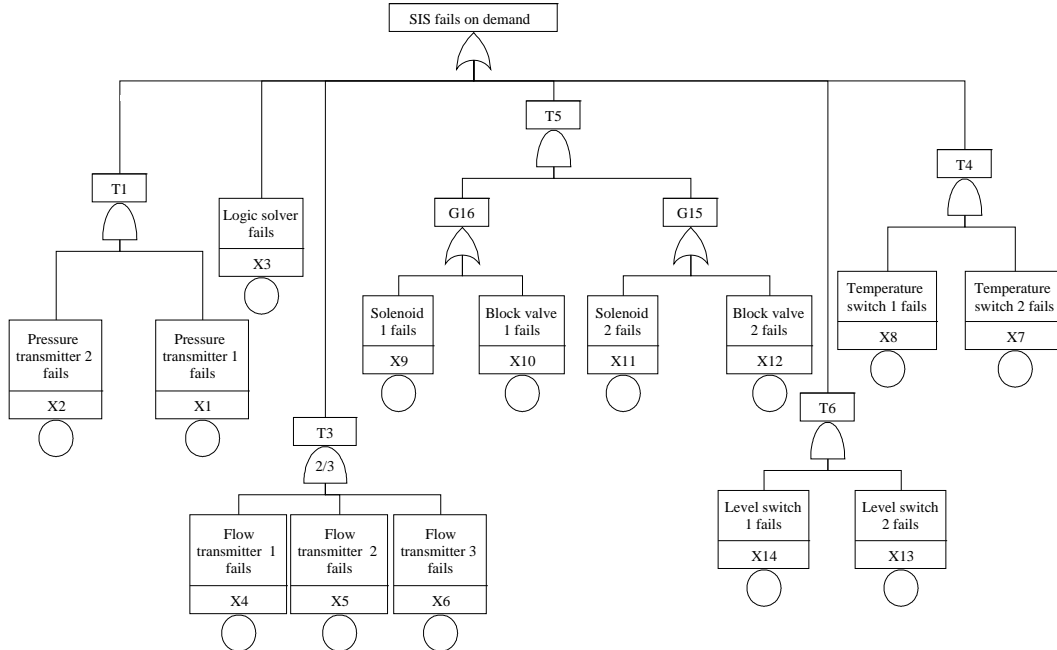 SIS fails on demand
T5
T1
T4
Logic solver
fails
X3
G16
G15
Temperature
switch 1 fails
X8
Temperature
switch 2 fails
X7
Solenoid
1 fails
X9
Block valve
1 fails
X10
Solenoid
2 fails
X11
Block valve
2 fails
X12
Pressure
transmitter 2
fails
X2
Pressure
transmitter 1
fails
X1
T3
2/3
T6
Flow
transmitter 1
fails
X4
Flow
transmitter 2
fails
X5
Flow
transmitter 3
fails
X6
Level switch
1 fails
X14
Level switch
2 fails
X13